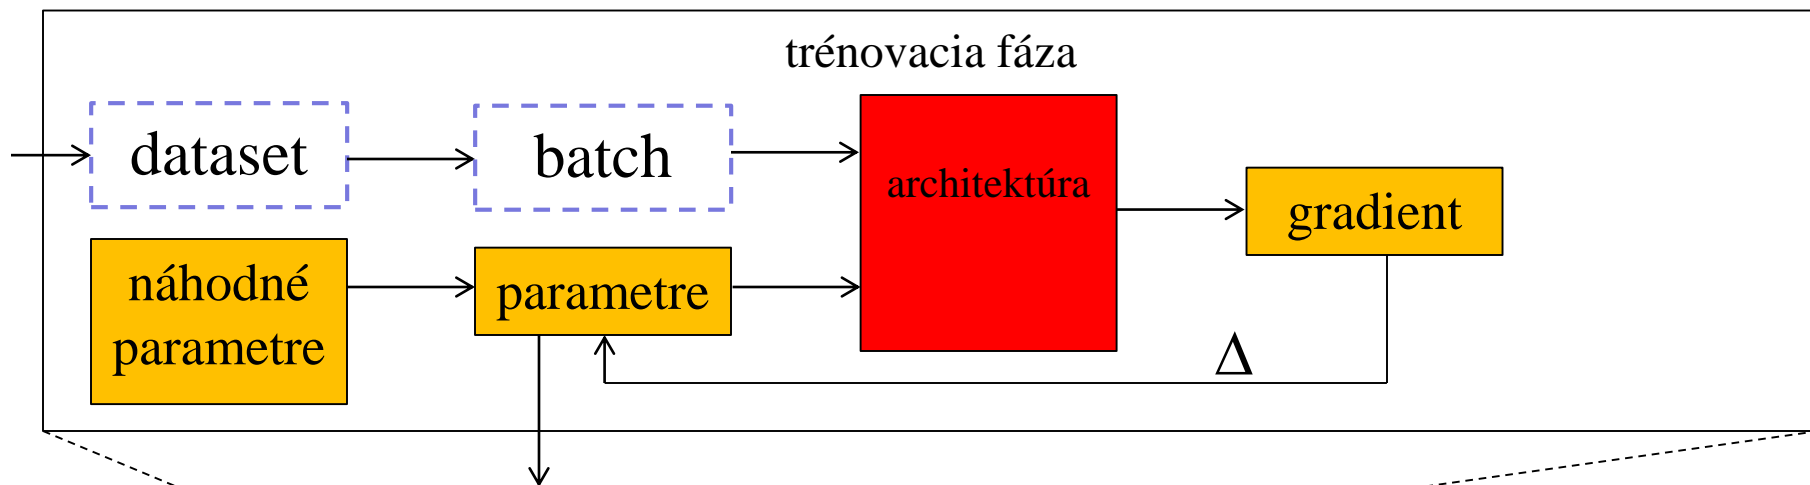 trénovacia fáza
dataset
batch
architektúra
gradient
náhodné
parametre
parametre
Δ